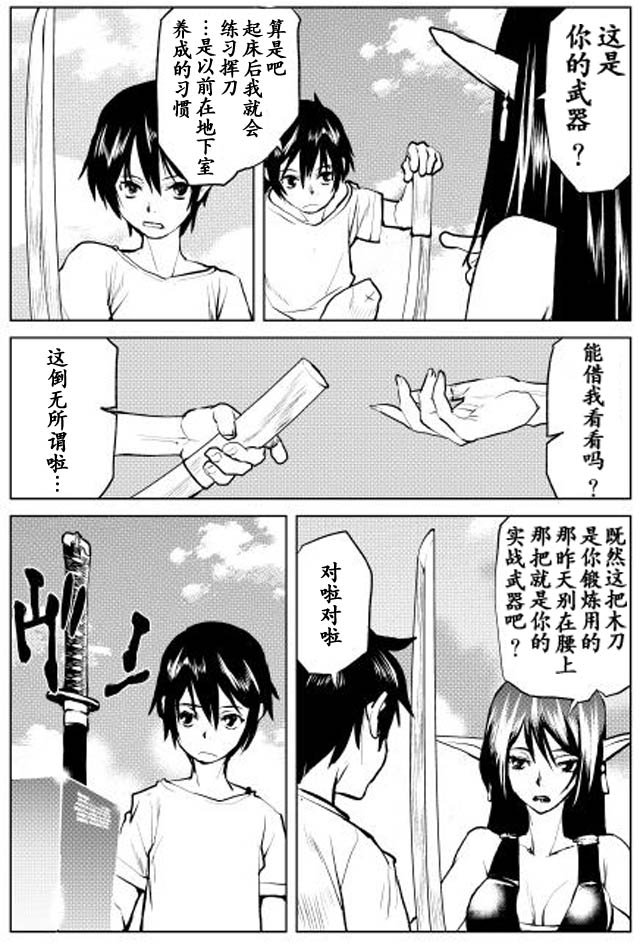 这是
你的武器？
算是吧
起床后我就会
练习挥刀
…是以前在地下室
养成的习惯
能借我看看吗？
这倒无所谓啦…
既然这把木刀
是你锻炼用的
那昨天别在腰上
那把就是你的
实战武器吧？
对啦对啦